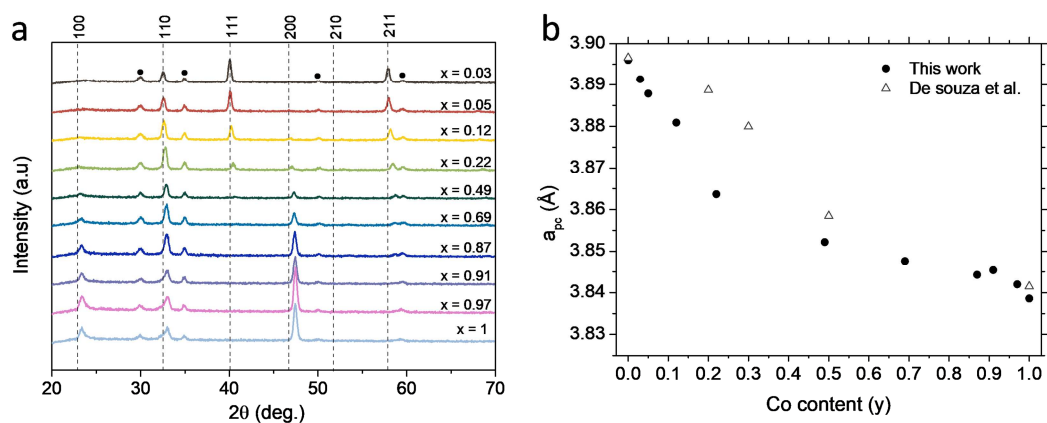 a
100
110
111
200
210
211
x = 0.03
x = 0.05
x = 0.12
x = 0.22
x = 0.49
x = 0.69
x = 0.87
x = 0.91
x = 0.97
x = 1
Intensity (a.u)
20 30 40 50 60 70
2θ (deg.)
b
3.90
3.89
3.88
3.87
3.86
3.85
3.84
3.83
a_pc (Å)
This work
De souza et al.
0.0 0.1 0.2 0.3 0.4 0.5 0.6 0.7 0.8 0.9 1.0
Co content (y)